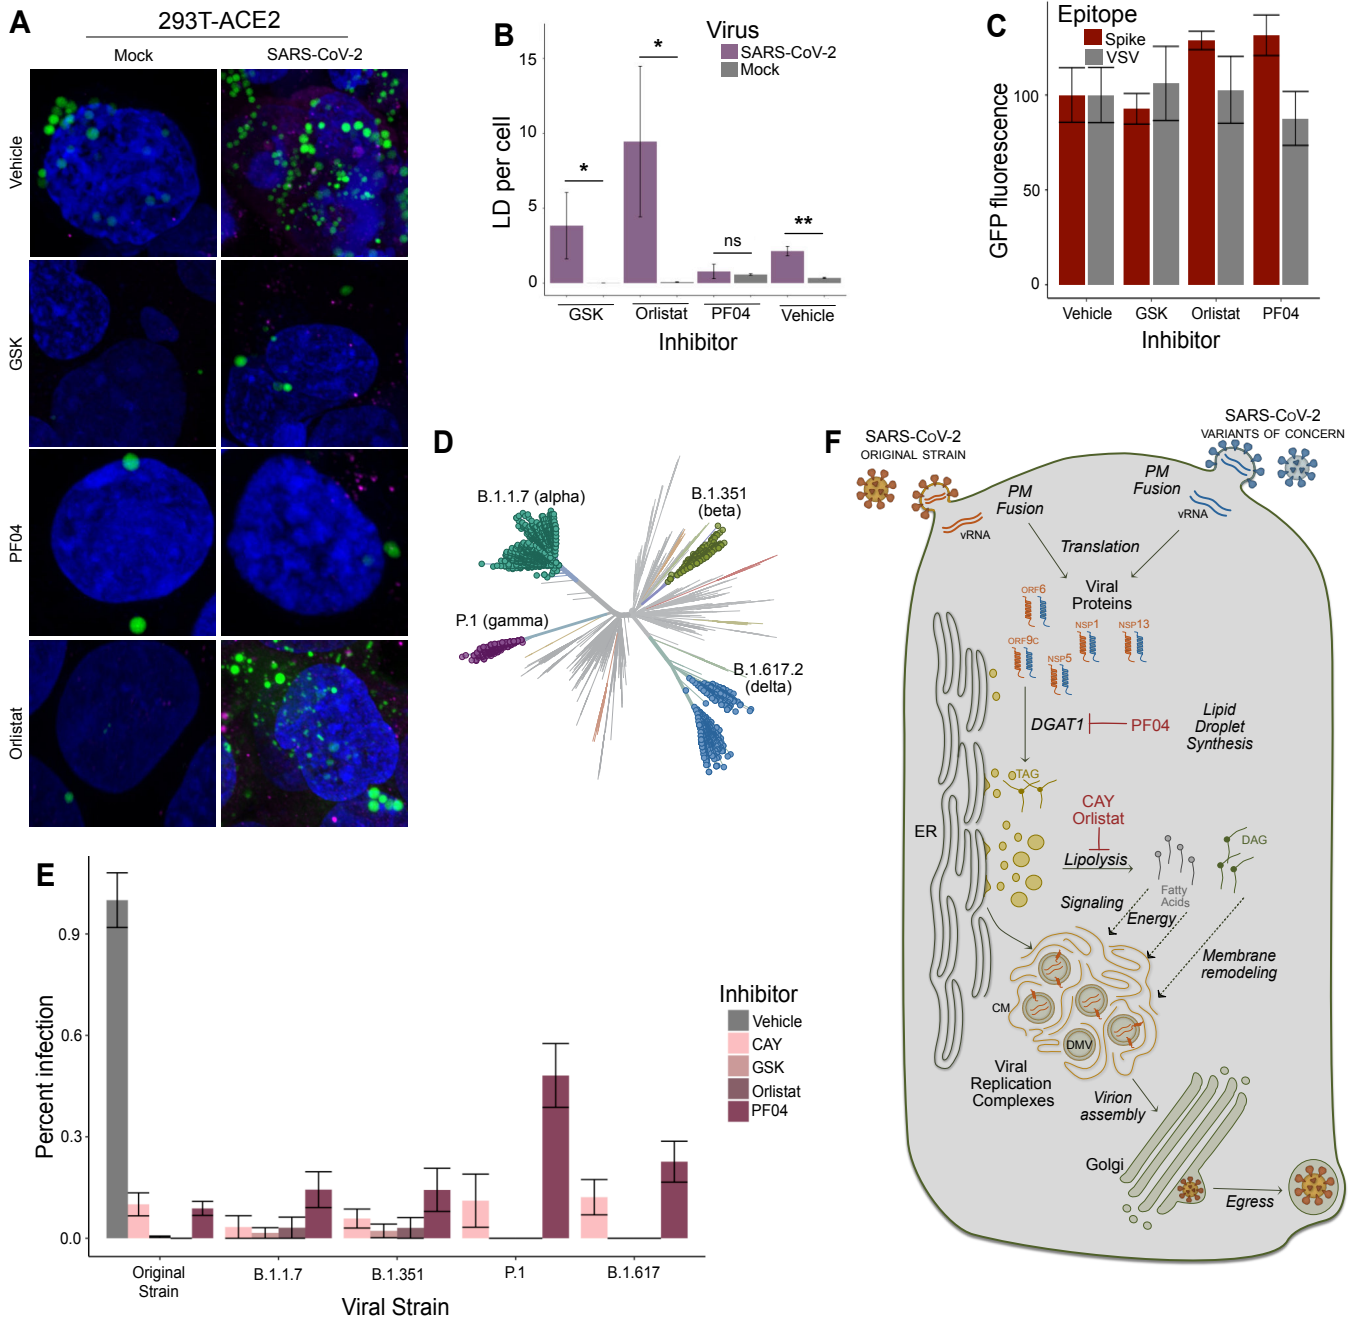 A
293T-ACE2
Mock
SARS-CoV-2
Vehicle
GSK
PF04
Orlistat
B
Virus
SARS-CoV-2
Mock
LD per cell
15
10
5
0
*
*
ns
**
GSK
Orlistat
PF04
Vehicle
Inhibitor
C
Epitope
Spike
VSV
GFP fluorescence
100
50
0
Vehicle
GSK
Orlistat
PF04
Inhibitor
D
B.1.1.7 (alpha)
B.1.351
(beta)
P.1 (gamma)
B.1.617.2
(delta)
E
Percent infection
0.9
0.6
0.3
0.0
Original
Strain
B.1.1.7
B.1.351
P.1
B.1.617
Viral Strain
Inhibitor
Vehicle
CAY
GSK
Orlistat
PF04
F
SARS-CoV-2
ORIGINAL STRAIN
SARS-CoV-2
VARIANTS OF CONCERN
PM
Fusion
vRNA
PM
Fusion
vRNA
Translation
Viral
Proteins
ORF6
NSP1
NSP13
ORF9C
NSP5
DGAT1
PF04
Lipid
Droplet
Synthesis
TAG
ER
CAY
Orlistat
Lipolysis
DAG
Fatty
Acids
Signaling
Energy
Membrane
remodeling
CM
DMV
Viral
Replication
Complexes
Virion
assembly
Golgi
Egress